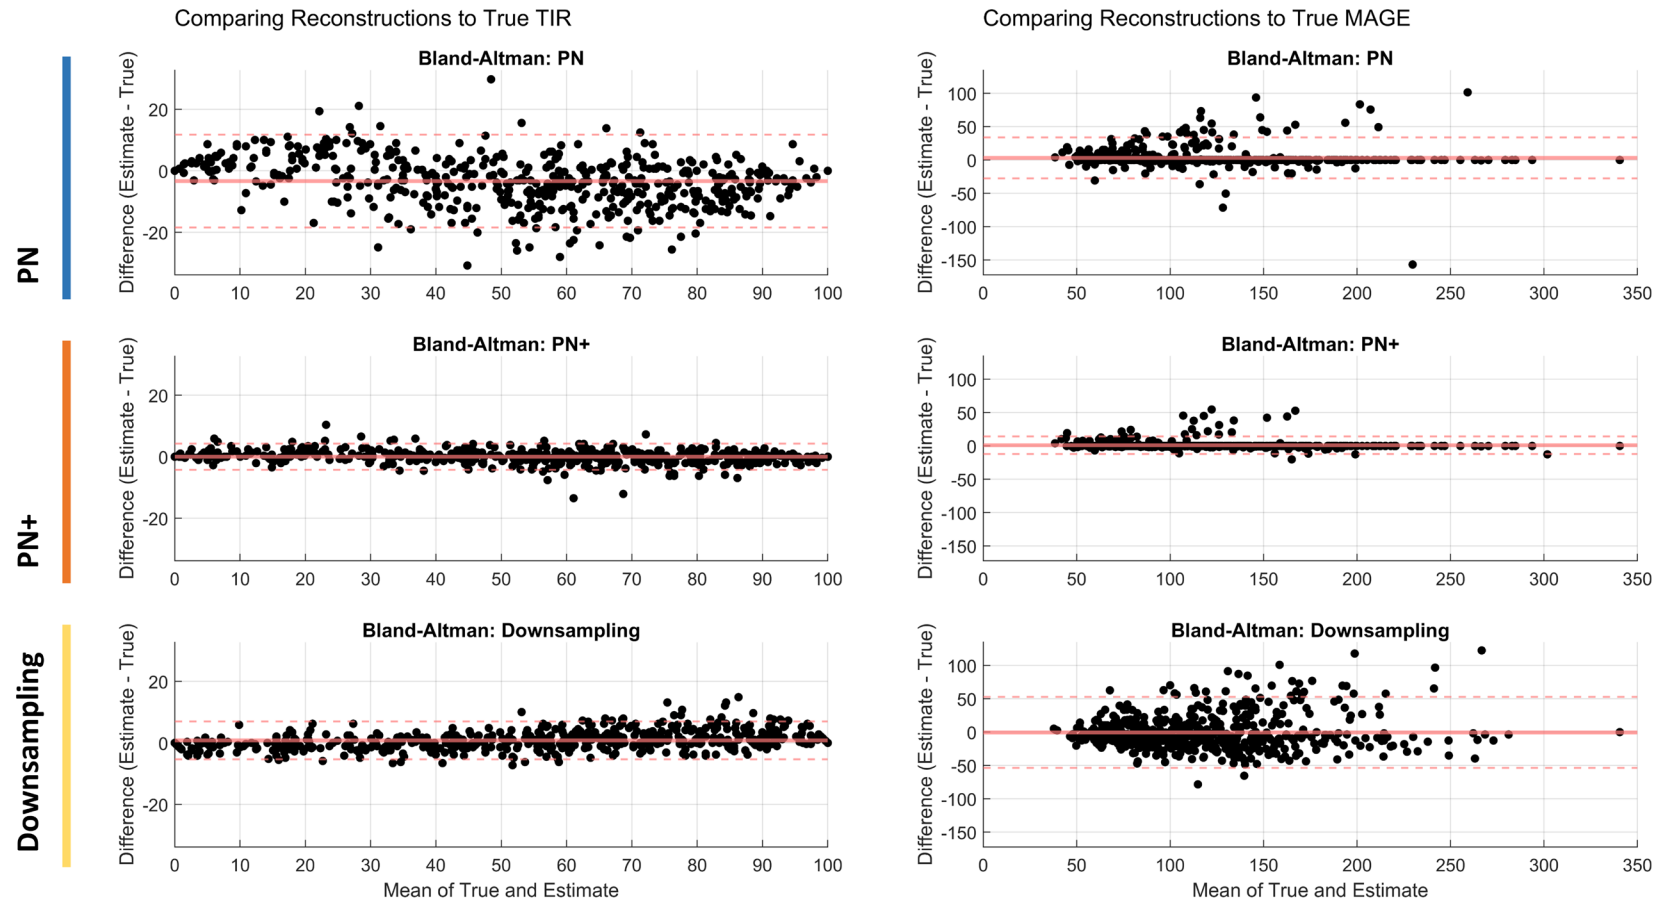 Comparing Reconstructions to True TIR
Comparing Reconstructions to True MAGE
PN
Bland-Altman: PN
Difference (Estimate - True)
20
0
-20
0 10 20 30 40 50 60 70 80 90 100
Bland-Altman: PN
Difference (Estimate - True)
100
50
0
-50
-100
-150
0 50 100 150 200 250 300 350
PN+
Bland-Altman: PN+
Difference (Estimate - True)
20
0
-20
0 10 20 30 40 50 60 70 80 90 100
Bland-Altman: PN+
Difference (Estimate - True)
100
50
0
-50
-100
-150
0 50 100 150 200 250 300 350
Downsampling
Bland-Altman: Downsampling
Difference (Estimate - True)
20
0
-20
0 10 20 30 40 50 60 70 80 90 100
Mean of True and Estimate
Bland-Altman: Downsampling
Difference (Estimate - True)
100
50
0
-50
-100
-150
0 50 100 150 200 250 300 350
Mean of True and Estimate